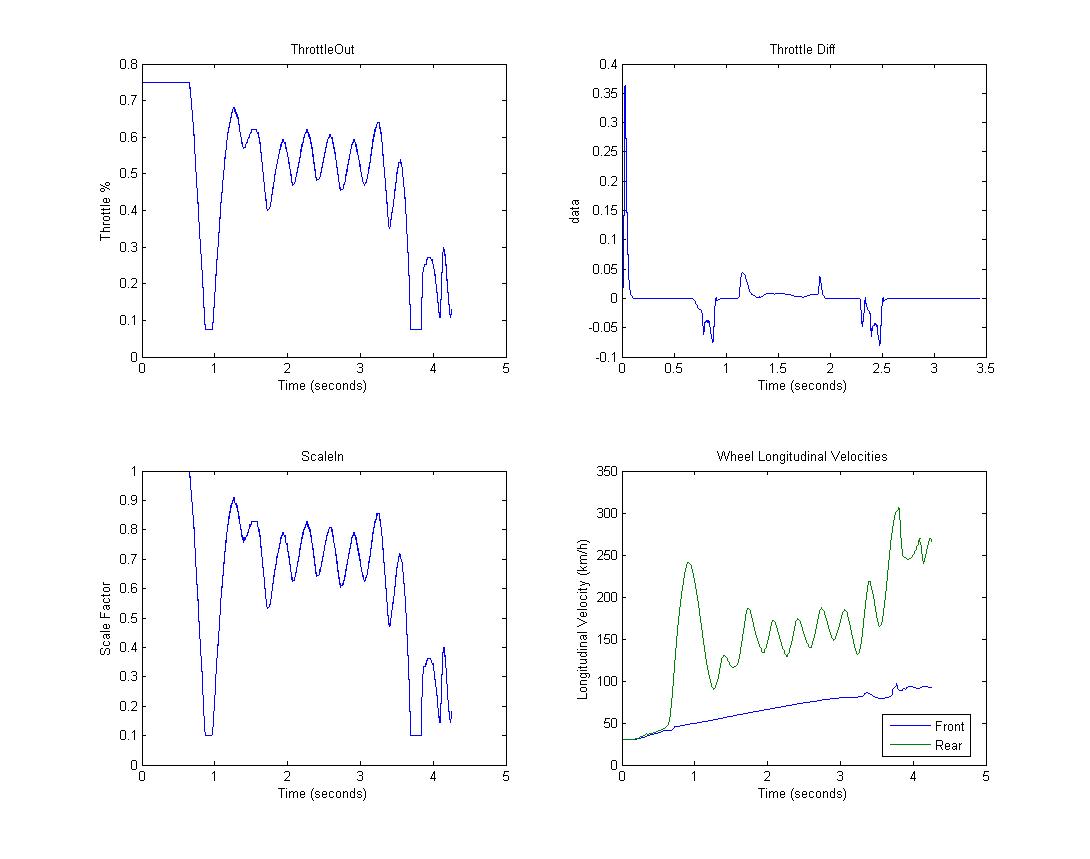 ThrottleOut
0.8
0.7
0.6
0.5
0.4
0.3
0.2
0.1
0
Throttle %
0 1 2 3 4 5
Time (seconds)
Throttle Diff
0.4
0.35
0.3
0.25
0.2
0.15
0.1
0.05
0
-0.05
-0.1
data
0 0.5 1 1.5 2 2.5 3 3.5
Time (seconds)
ScaleIn
1
0.9
0.8
0.7
0.6
0.5
0.4
0.3
0.2
0.1
0
Scale Factor
0 1 2 3 4 5
Time (seconds)
Wheel Longitudinal Velocities
350
300
250
200
150
100
50
0
Longitudinal Velocity (km/h)
Front
Rear
0 1 2 3 4 5
Time (seconds)